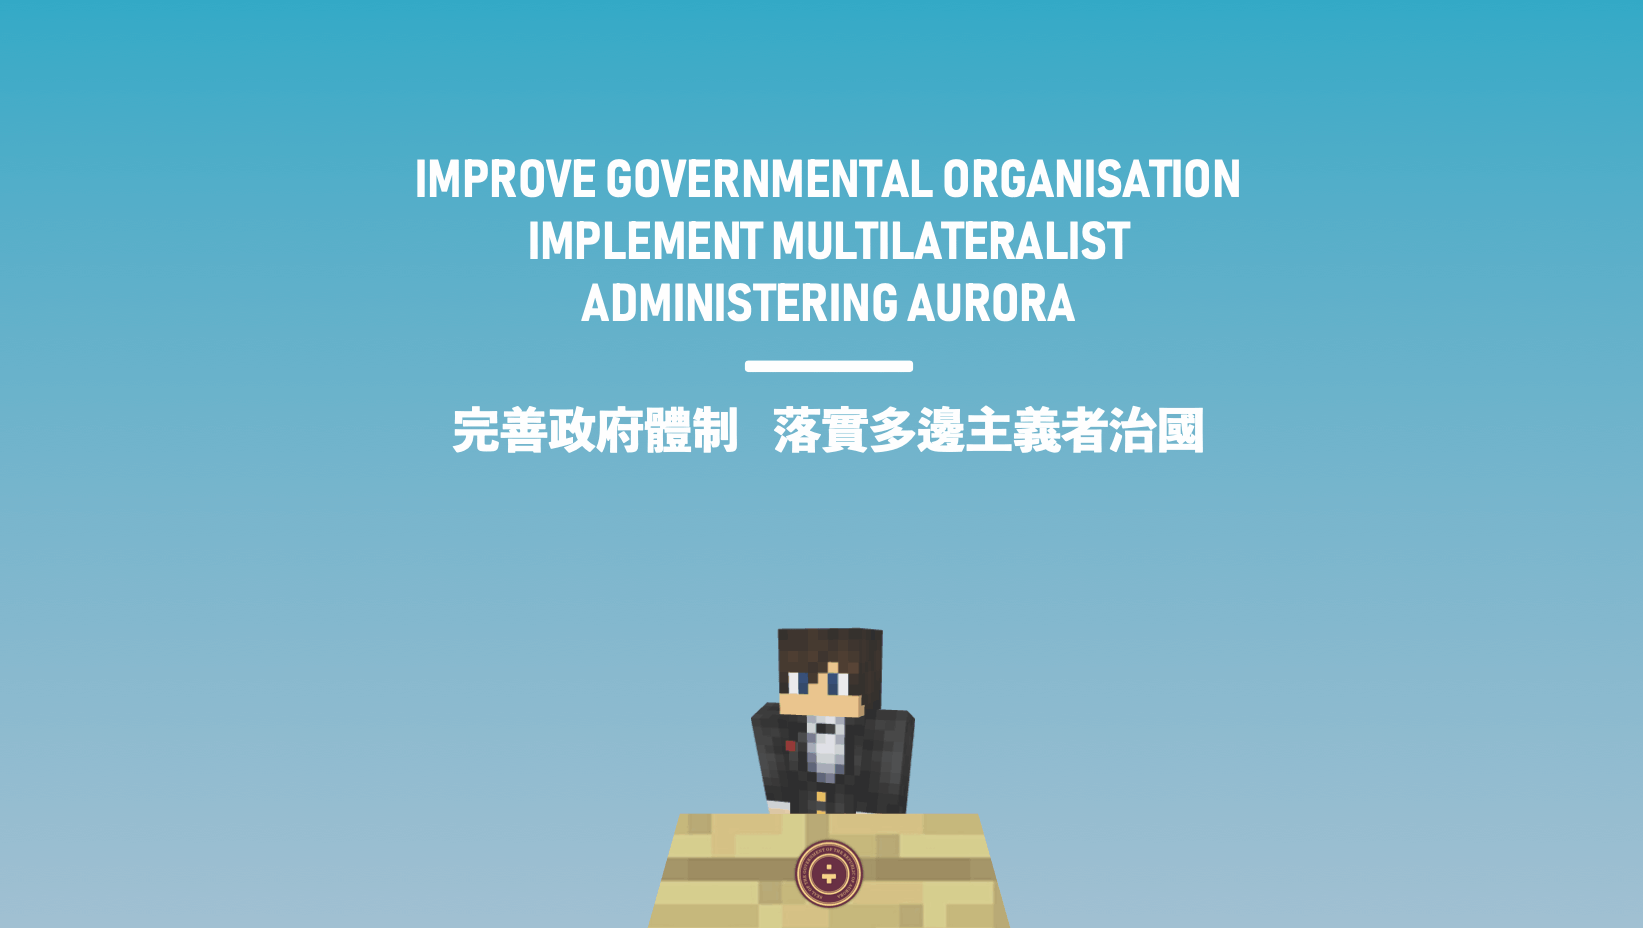 IMPROVE GOVERNMENTAL ORGANISATION
IMPLEMENT MULTILATERALIST
ADMINISTERING AURORA
完善政府體制 落實多邊主義者治國